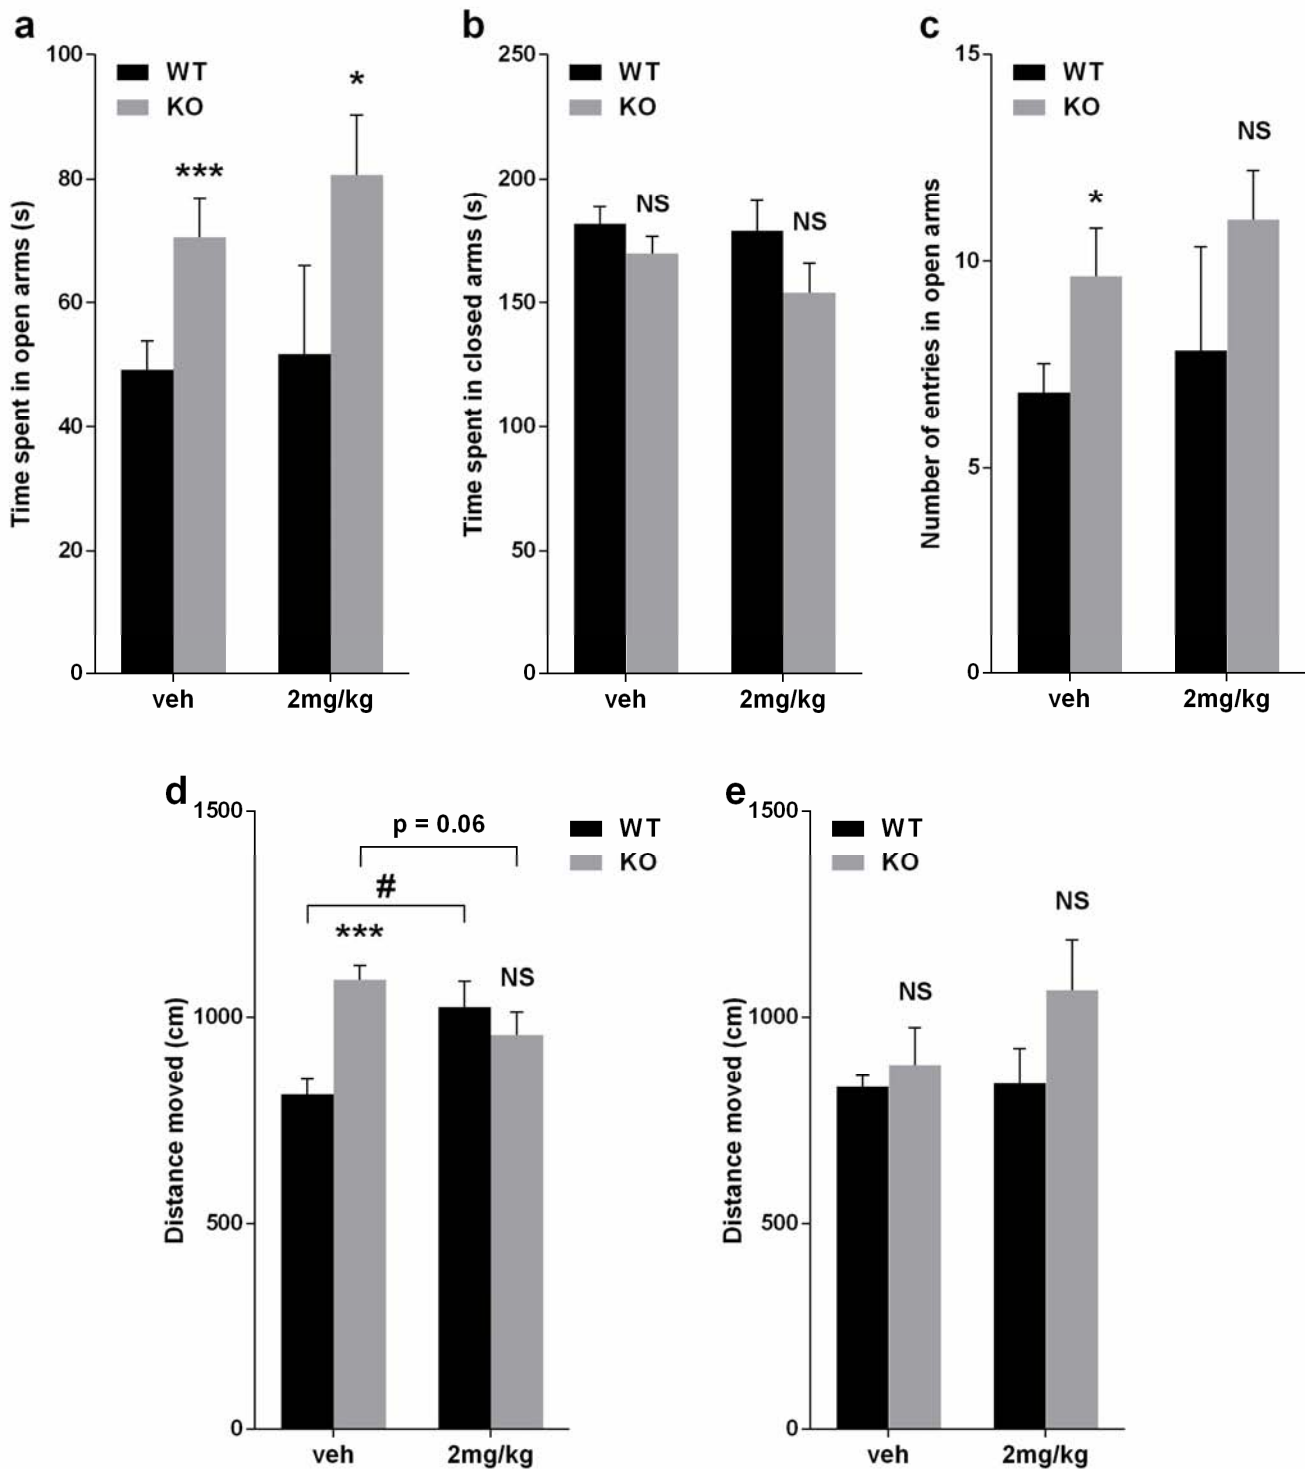 a
100
80
60
40
20
0
Time spent in open arms (s)
WT
KO
***
*
veh
2mg/kg
b
250
200
150
100
50
0
Time spent in closed arms (s)
WT
KO
NS
NS
veh
2mg/kg
c
15
10
5
0
Number of entries in open arms
WT
KO
*
NS
veh
2mg/kg
d
1500
1000
500
0
Distance moved (cm)
p = 0.06
#
***
NS
WT
KO
veh
2mg/kg
e
1500
1000
500
0
Distance moved (cm)
WT
KO
NS
NS
veh
2mg/kg